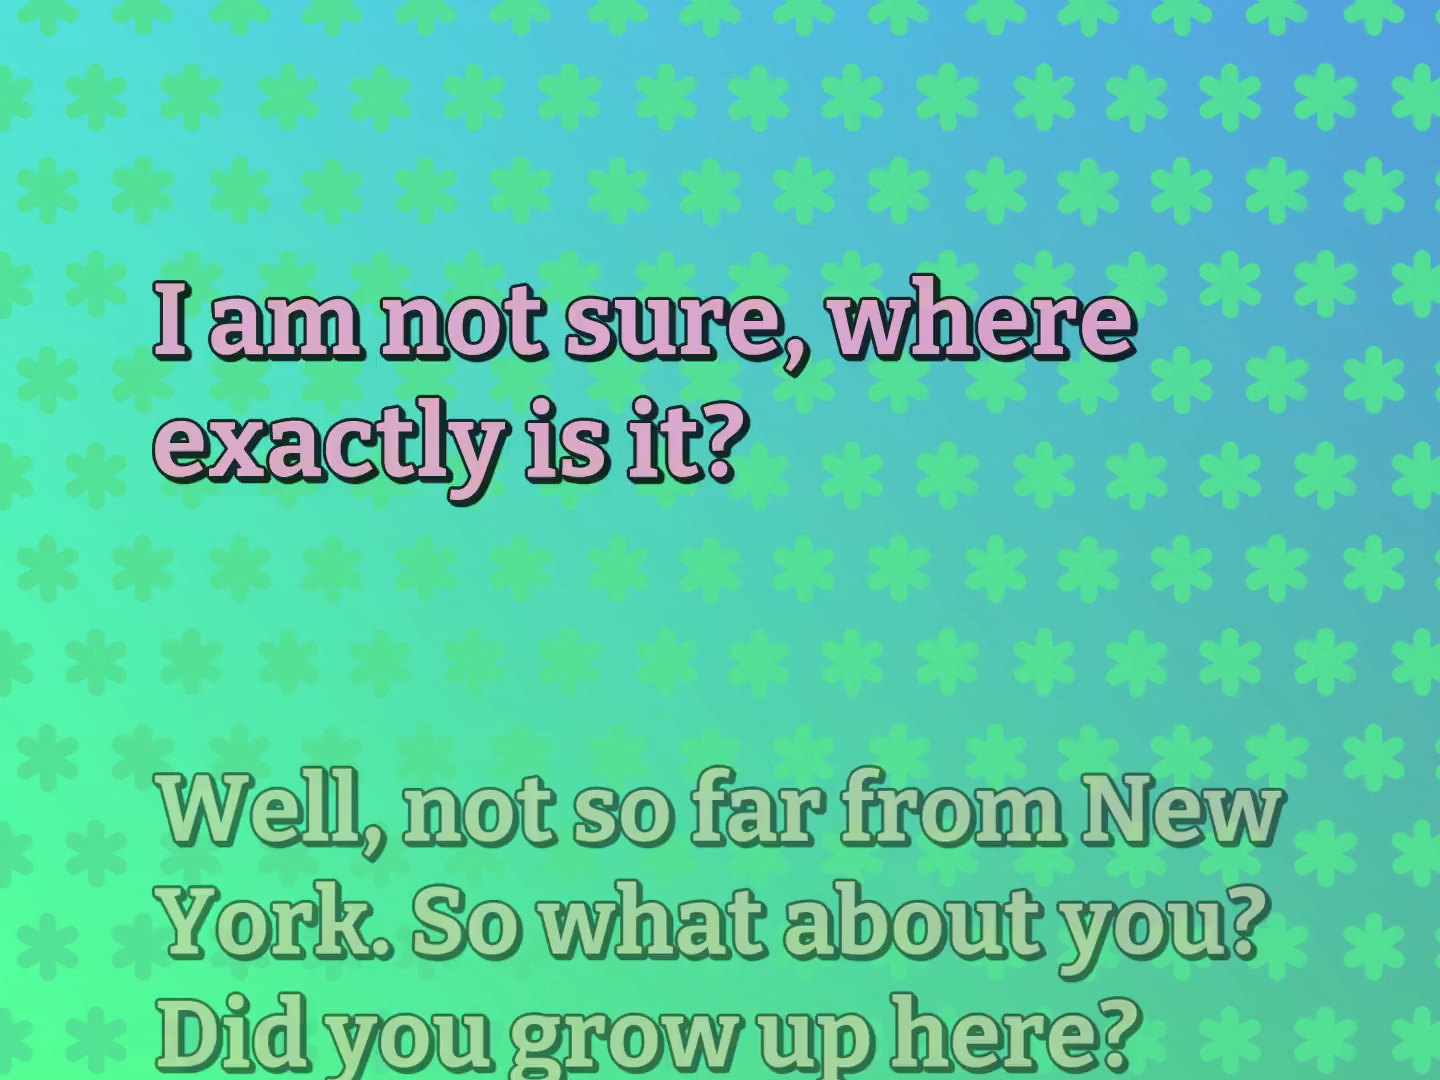 I am not sure, where
exactly is it?
Well, not so far from New
York. So what about you?
Did you grow up here?